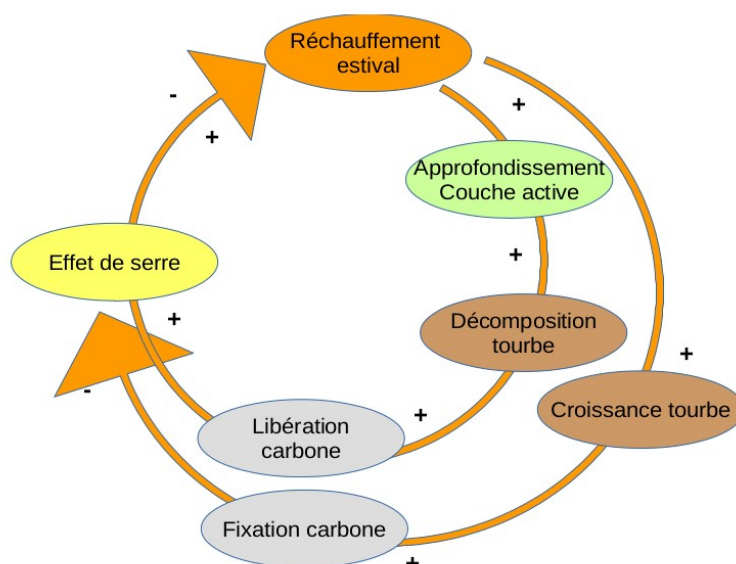 Réchauffement
estival
-
+
+
Approfondissement
Couche active
Effet de serre
+
+
Décomposition
tourbe
+
-
+
Libération
carbone
Croissance tourbe
Fixation carbone
+